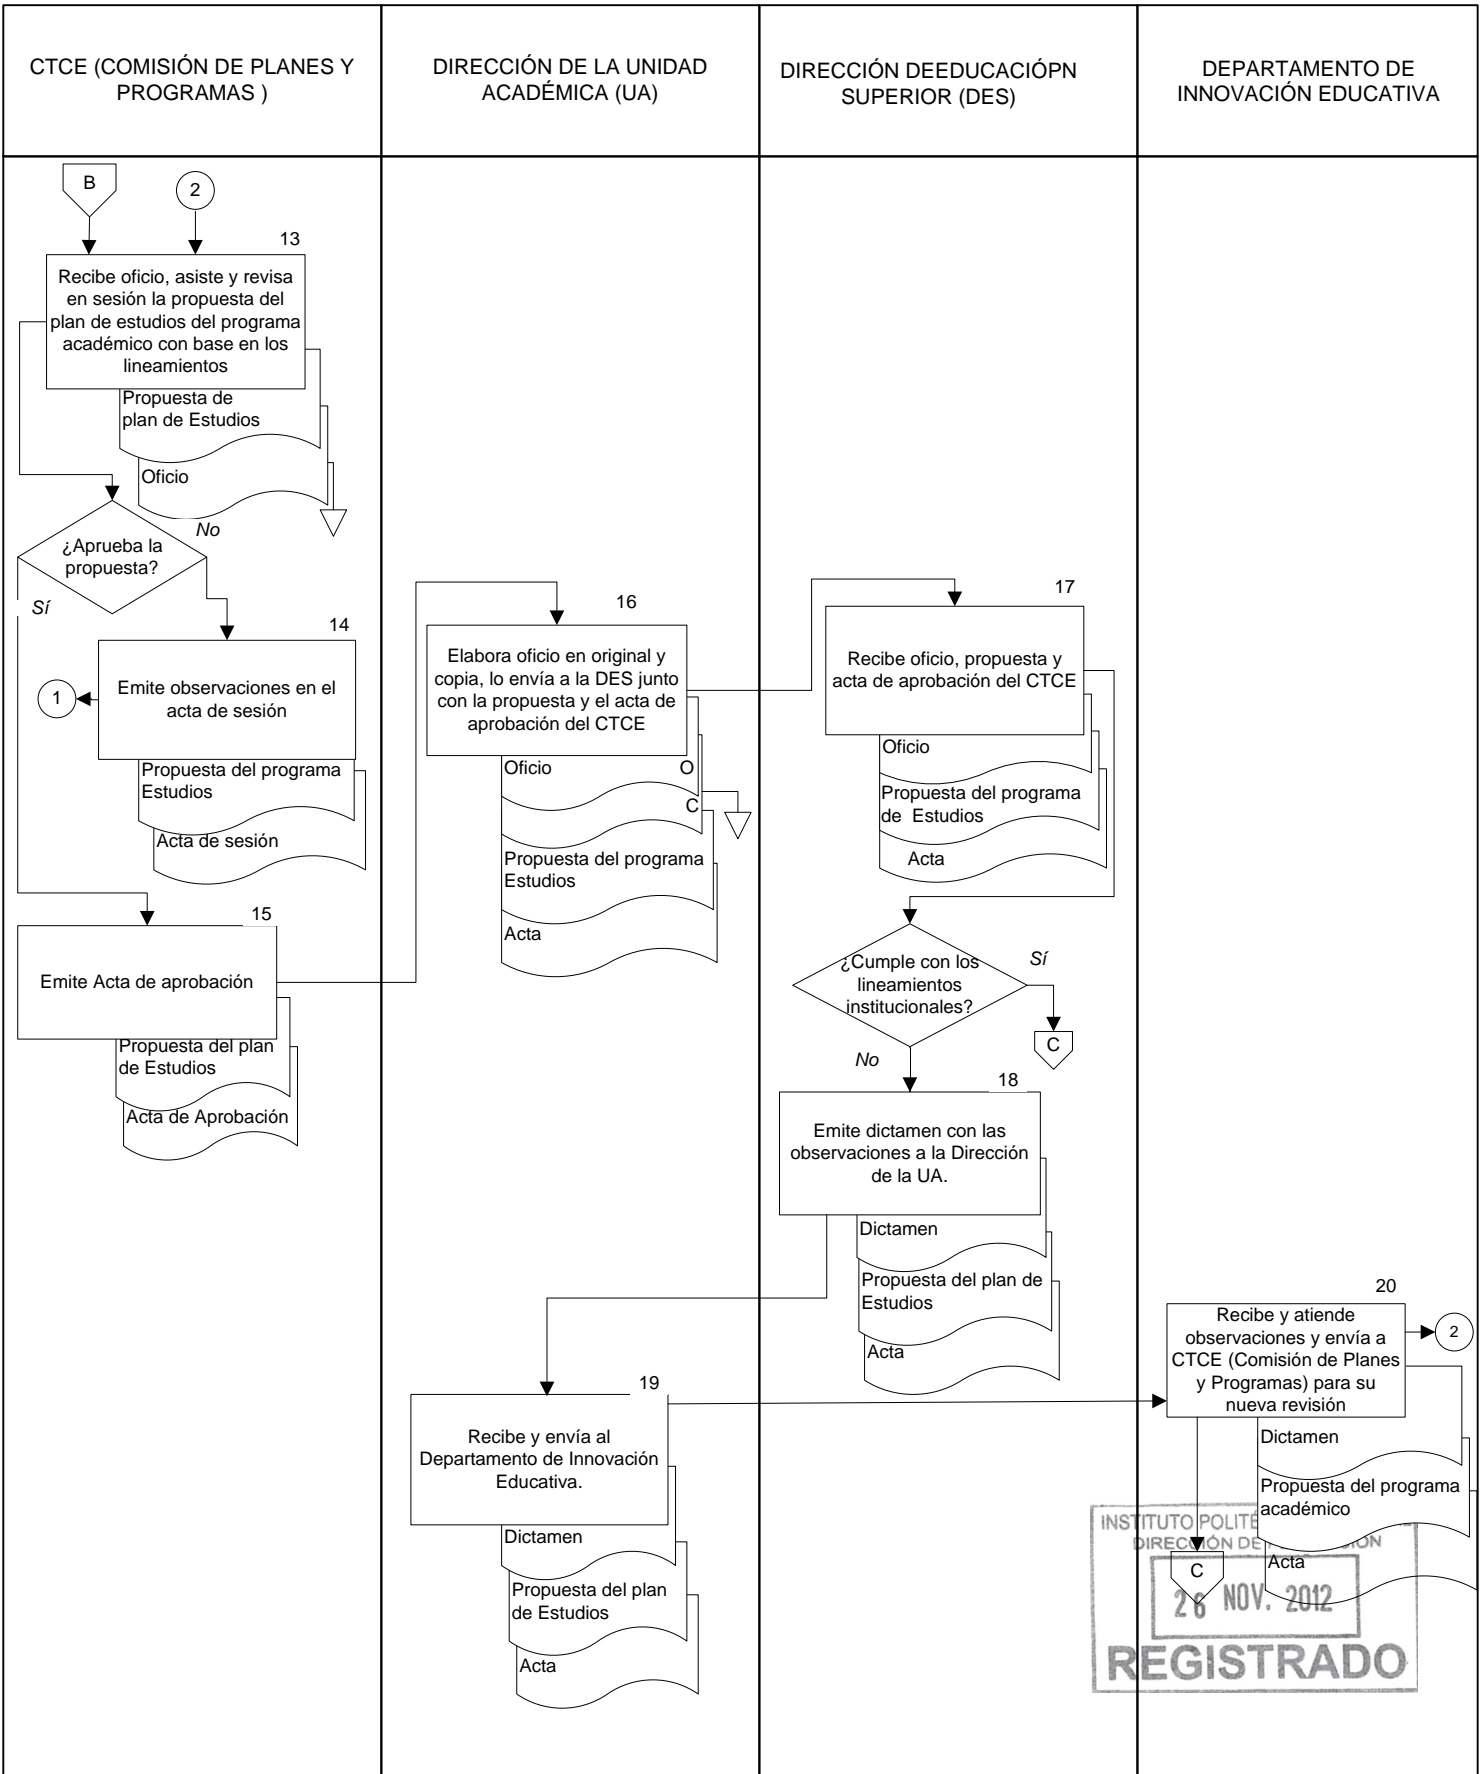 CTCE (COMISIÓN DE PLANES Y
PROGRAMAS )
DIRECCIÓN DE LA UNIDAD
ACADÉMICA (UA)
DIRECCIÓN DEEDUCACIÓPN
SUPERIOR (DES)
DEPARTAMENTO DE
INNOVACIÓN EDUCATIVA
B
2
13
Recibe oficio, asiste y revisa
en sesión la propuesta del
plan de estudios del programa
académico con base en los
lineamientos
Propuesta de
plan de Estudios
Oficio
¿Aprueba la
propuesta?
No
Sí
14
Emite observaciones en el
acta de sesión
1
Propuesta del programa
Estudios
Acta de sesión
15
Emite Acta de aprobación
Propuesta del plan
de Estudios
Acta de Aprobación
16
Elabora oficio en original y
copia, lo envía a la DES junto
con la propuesta y el acta de
aprobación del CTCE
Oficio
O
C
Propuesta del programa
Estudios
Acta
17
Recibe oficio, propuesta y
acta de aprobación del CTCE
Oficio
Propuesta del programa
de Estudios
Acta
¿Cumple con los
lineamientos
institucionales?
Sí
C
No
18
Emite dictamen con las
observaciones a la Dirección
de la UA.
Dictamen
Propuesta del plan de
Estudios
Acta
19
Recibe y envía al
Departamento de Innovación
Educativa.
Dictamen
Propuesta del plan
de Estudios
Acta
20
Recibe y atiende
observaciones y envía a
CTCE (Comisión de Planes
y Programas) para su
nueva revisión
2
Dictamen
Propuesta del programa
académico
Acta
C
INSTITUTO
DIRECCIÓN DE
26 NOV. 2012
REGISTRADO